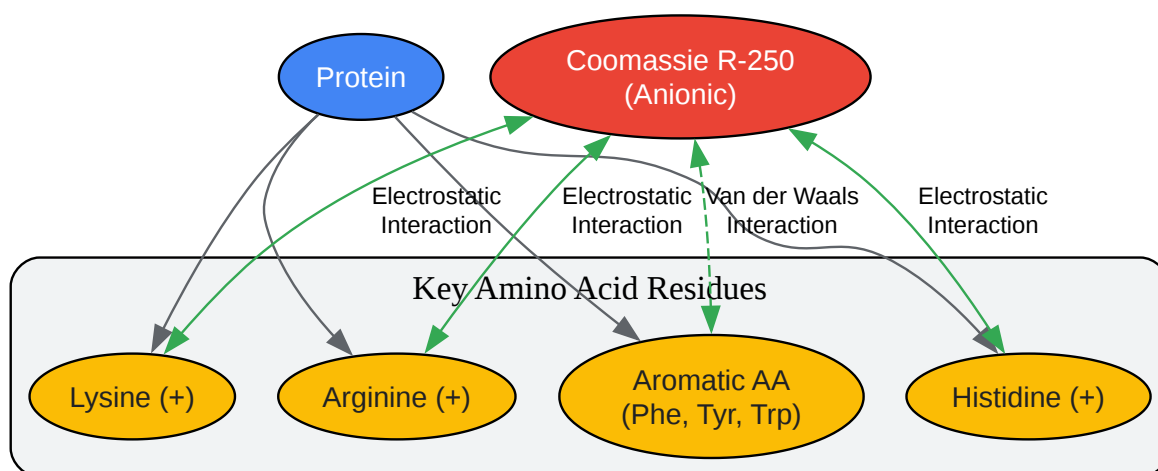 Protein
Coomassie R-250
(Anionic)
Electrostatic
Interaction
Electrostatic
Interaction
Van der Waals
Interaction
Electrostatic
Interaction
Key Amino Acid Residues
Lysine (+)
Arginine (+)
Aromatic AA
(Phe, Tyr, Trp)
Histidine (+)